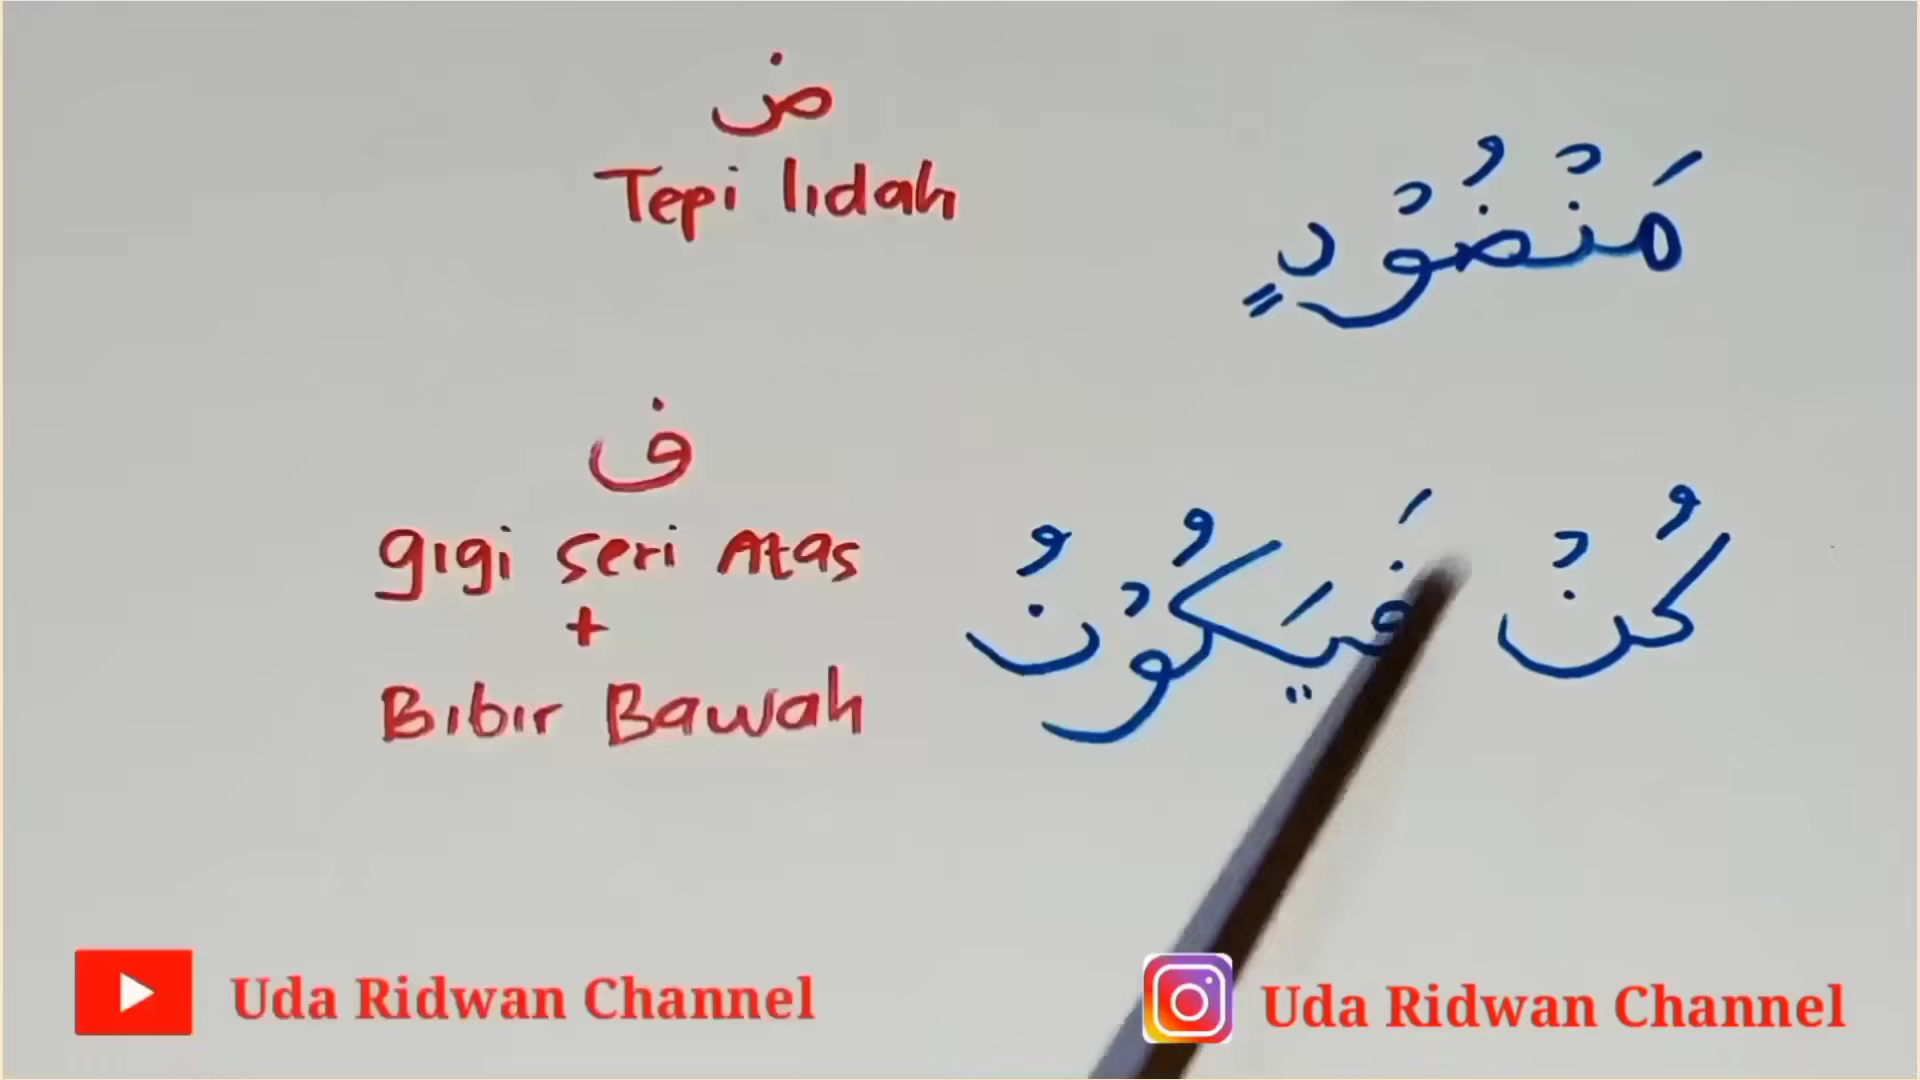 ض
Tepi lidah
مَنْضُوْدٍ
ف
gigi seri Atas
+
Bibir Bawah
كُنْ فَيَكُوْنُ
Uda Ridwan Channel
Uda Ridwan Channel